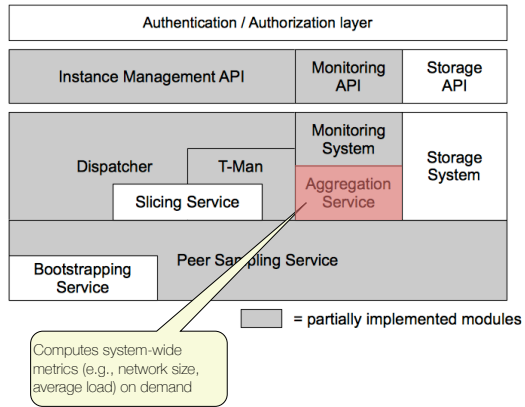 Authentication / Authorization layer
Instance Management API
Monitoring
API
Storage
API
Dispatcher
T-Man
Slicing Service
Monitoring
System
Aggregation
Service
Storage
System
Peer Sampling Service
Bootstrapping
Service
= partially implemented modules
Computes system-wide
metrics (e.g., network size,
average load) on demand